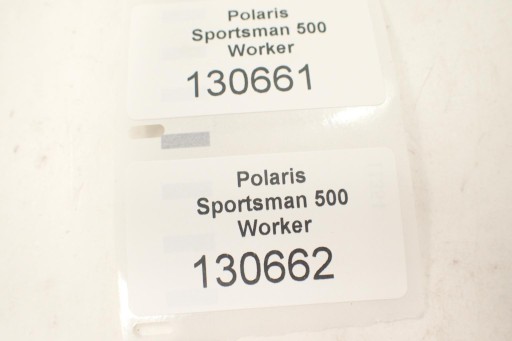 Polaris
Sportsman 500
Worker
130661
Polaris
Sportsman 500
Worker
130662